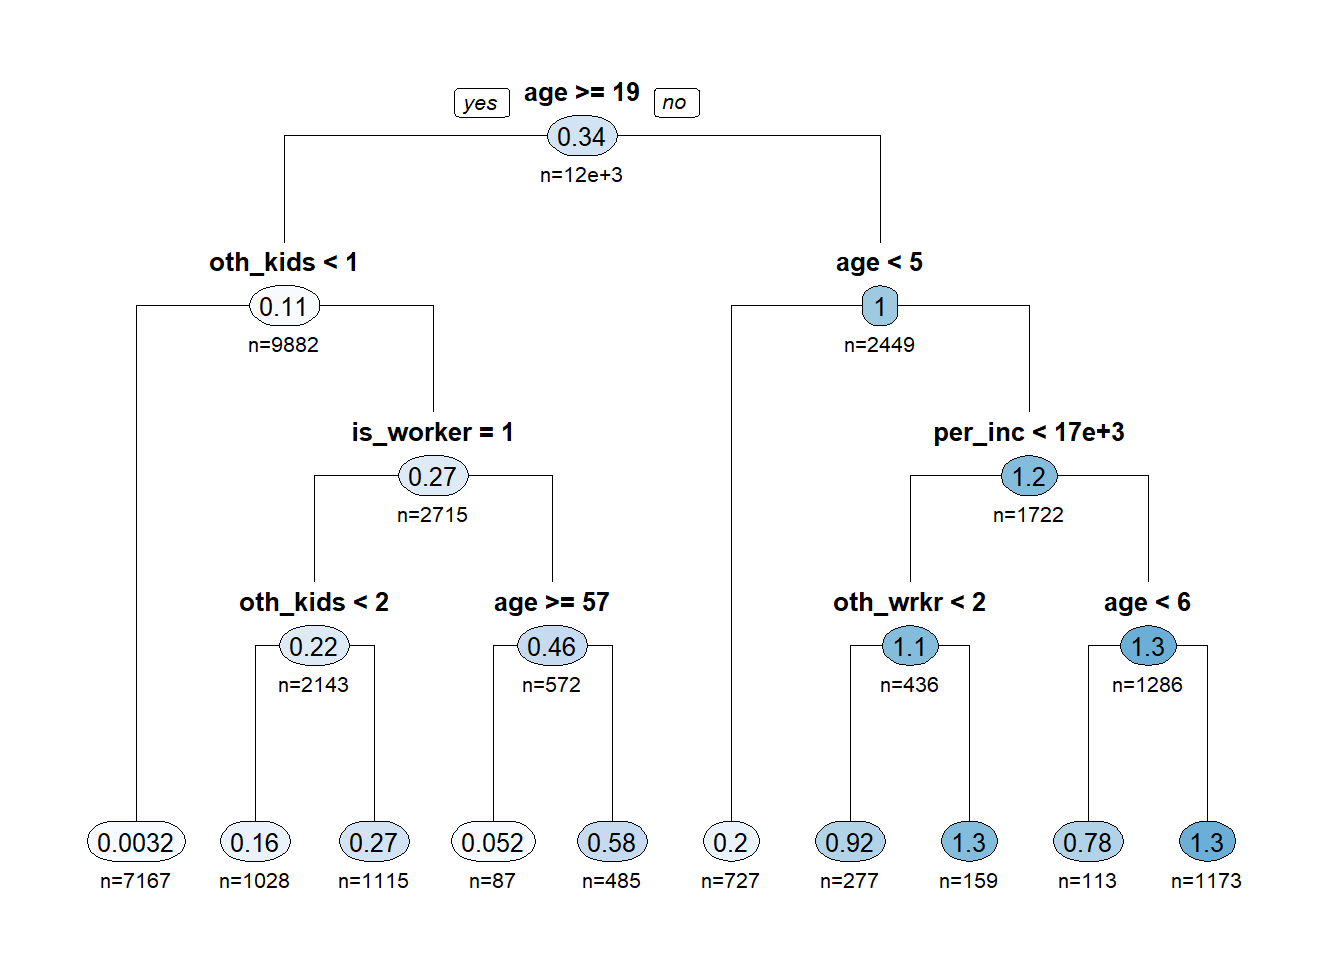 yes age >= 19 no
0.34
n=12e+3
oth_kids < 1 age < 5
0.11 1
n=9882 n=2449
is_worker = 1 per_inc < 17e+3
0.27 1.2
n=2715 n=1722
oth_kids < 2 age >= 57 oth_wrkr < 2 age < 6
0.22 0.46 1.1 1.3
n=2143 n=572 n=436 n=1286
0.0032 0.16 0.27 0.052 0.58 0.2 0.92 1.3 0.78 1.3
n=7167 n=1028 n=1115 n=87 n=485 n=727 n=277 n=159 n=113 n=1173